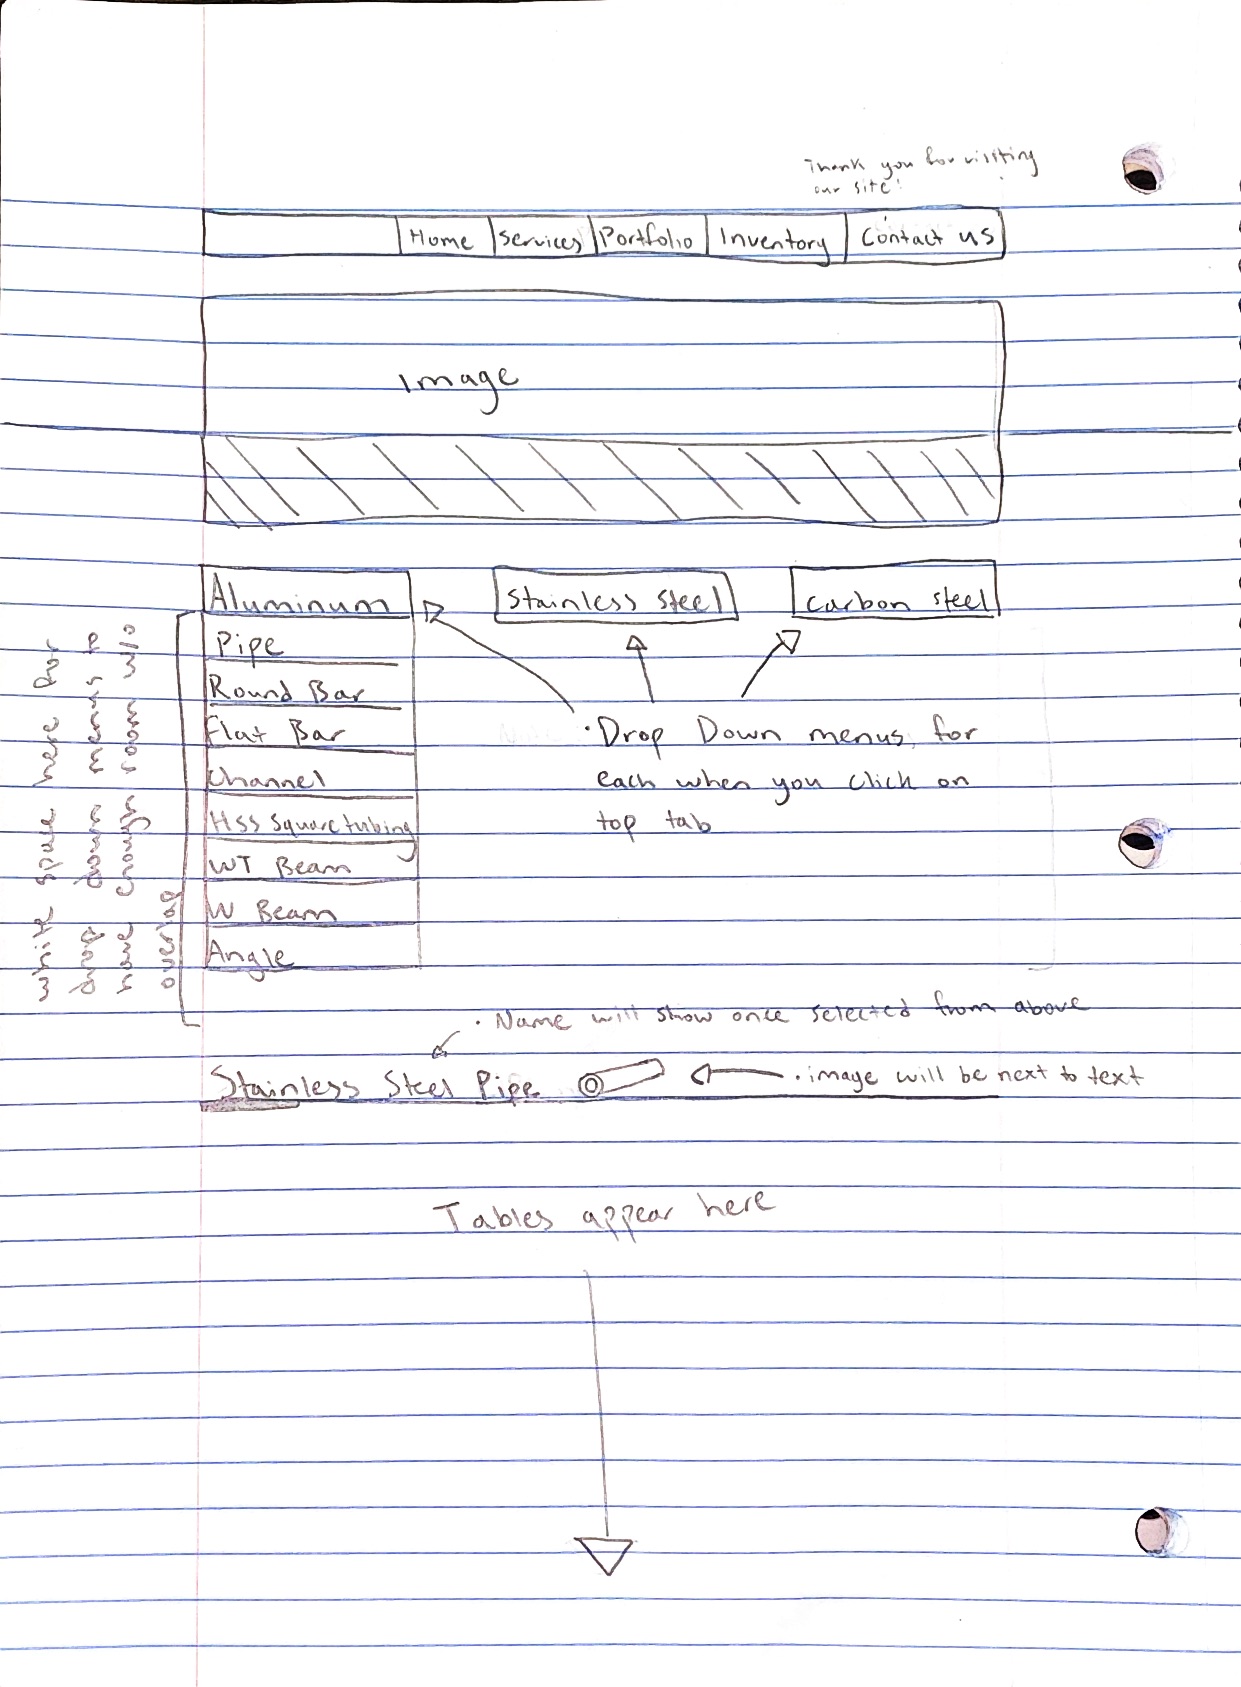 Thank you for visiting
our site!
Home Services Portfolio Inventory Contact us
Image
Aluminum Stainless steel Carbon steel
Pipe
Round Bar
Flat Bar
Channel
HSS Square tubing
WT Beam
W Beam
Angle
· Drop Down menus for
each when you click on
top tab
white space here for
drop down menus to
have enough room w/o
overlap
· Name will show once selected from above
Stainless Steel Pipe
· image will be next to text
Tables appear here